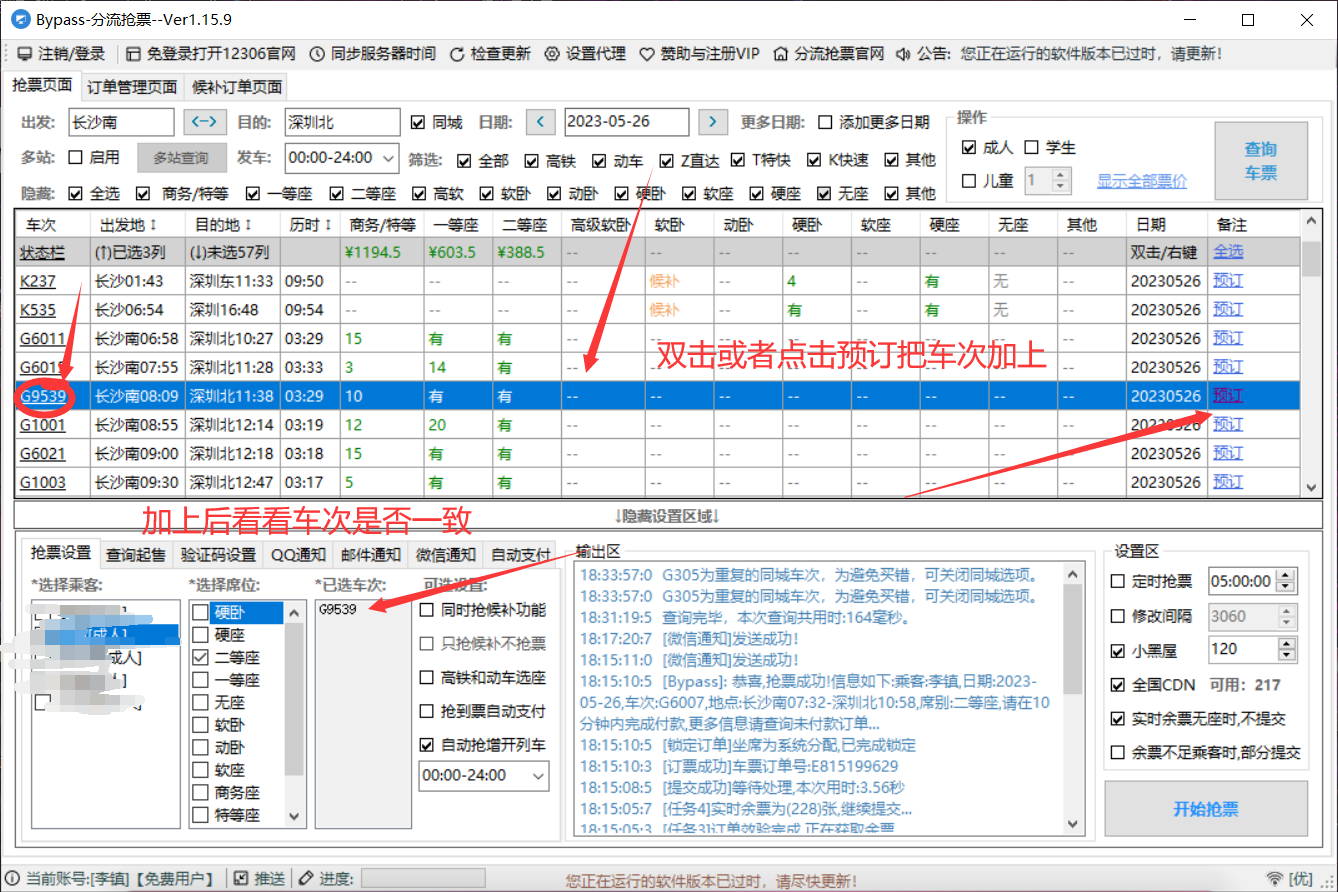 Bypass-分流抢票--Ver1.15.9
注销/登录 免登录打开12306官网 同步服务器时间 检查更新 设置代理 赞助与注册VIP 分流抢票官网 公告: 您正在运行的软件版本已过时，请更新!
抢票页面 订单管理页面 候补订单页面
出发: 长沙南 <--> 目的: 深圳北 同城 日期: < 2023-05-26 > 更多日期: 添加更多日期
多站: 启用 多站查询 发车: 00:00-24:00 筛选: 全部 高铁 动车 Z直达 T特快 K快速 其他
隐藏: 全选 商务/特等 一等座 二等座 高软 软卧 动卧 硬卧 软座 硬座 无座 其他
操作
成人 学生
儿童 1 显示全部票价
查询
车票
车次 出发地↕ 目的地↕ 历时↕ 商务/特等 一等座 二等座 高级软卧 软卧 动卧 硬卧 软座 硬座 无座 其他 日期 备注
状态栏 (↑)已选3列 (↓)未选57列 ¥1194.5 ¥603.5 ¥388.5 -- -- -- -- -- -- -- -- 双击/右键 全选
K237 长沙01:43 深圳东11:33 09:50 -- -- -- -- 候补 -- 4 -- 有 无 -- 20230526 预订
K535 长沙06:54 深圳16:48 09:54 -- -- -- -- 候补 -- 有 -- 有 无 -- 20230526 预订
G6011 长沙南06:58 深圳北10:27 03:29 15 有 有 -- -- -- -- -- -- -- -- 20230526 预订
G6015 长沙南07:55 深圳北11:28 03:33 3 14 有 -- -- -- -- -- -- -- -- 20230526 预订
G9539 长沙南08:09 深圳北11:38 03:29 10 有 有 -- -- -- -- -- -- -- -- 20230526 预订
G1001 长沙南08:55 深圳北12:14 03:19 12 20 有 -- -- -- -- -- -- -- -- 20230526 预订
G6021 长沙南09:00 深圳北12:18 03:18 15 有 有 -- -- -- -- -- -- -- -- 20230526 预订
G1003 长沙南09:30 深圳北12:47 03:17 5 有 有 -- -- -- -- -- -- -- -- 20230526 预订
双击或者点击预订把车次加上
加上后看看车次是否一致
↓隐藏设置区域↓
抢票设置 查询起售 验证码设置 QQ通知 邮件通知 微信通知 自动支付
*选择乘客: *选择席位: *已选车次: 可选设置:
[成人]
成人]
硬卧
硬座
二等座
一等座
无座
软卧
动卧
软座
商务座
特等座
G9539
同时抢候补功能
只抢候补不抢票
高铁和动车选座
抢到票自动支付
自动抢增开列车
00:00-24:00
输出区
18:33:57:0 G305为重复的同城车次，为避免买错，可关闭同城选项。
18:33:57:0 G305为重复的同城车次，为避免买错，可关闭同城选项。
18:31:19:5 查询完毕，本次查询共用时:164毫秒。
18:17:20:7 [微信通知]发送成功!
18:15:11:0 [微信通知]发送成功!
18:15:10:5 [Bypass]: 恭喜,抢票成功!信息如下:乘客:李镇,日期:2023-
05-26,车次:G6007,地点:长沙南07:32-深圳北10:58,席别:二等座,请在10
分钟内完成付款,更多信息请查询未付款订单...
18:15:10:5 [锁定订单]坐席为系统分配,已完成锁定
18:15:10:3 [订票成功]车票订单号:E815199629
18:15:08:5 [提交成功]等待处理,本次用时:3.56秒
18:15:05:7 [任务4]实时余票为(228)张,继续提交...
18:15:05:3 [任务3]订单效验完成,正在获取余票
设置区
定时抢票 05:00:00
修改间隔 3060
小黑屋 120
全国CDN 可用: 217
实时余票无座时,不提交
余票不足乘客时,部分提交
开始抢票
当前账号:[李镇]【免费用户】 推送 进度: 您正在运行的软件版本已过时，请尽快更新! [优]